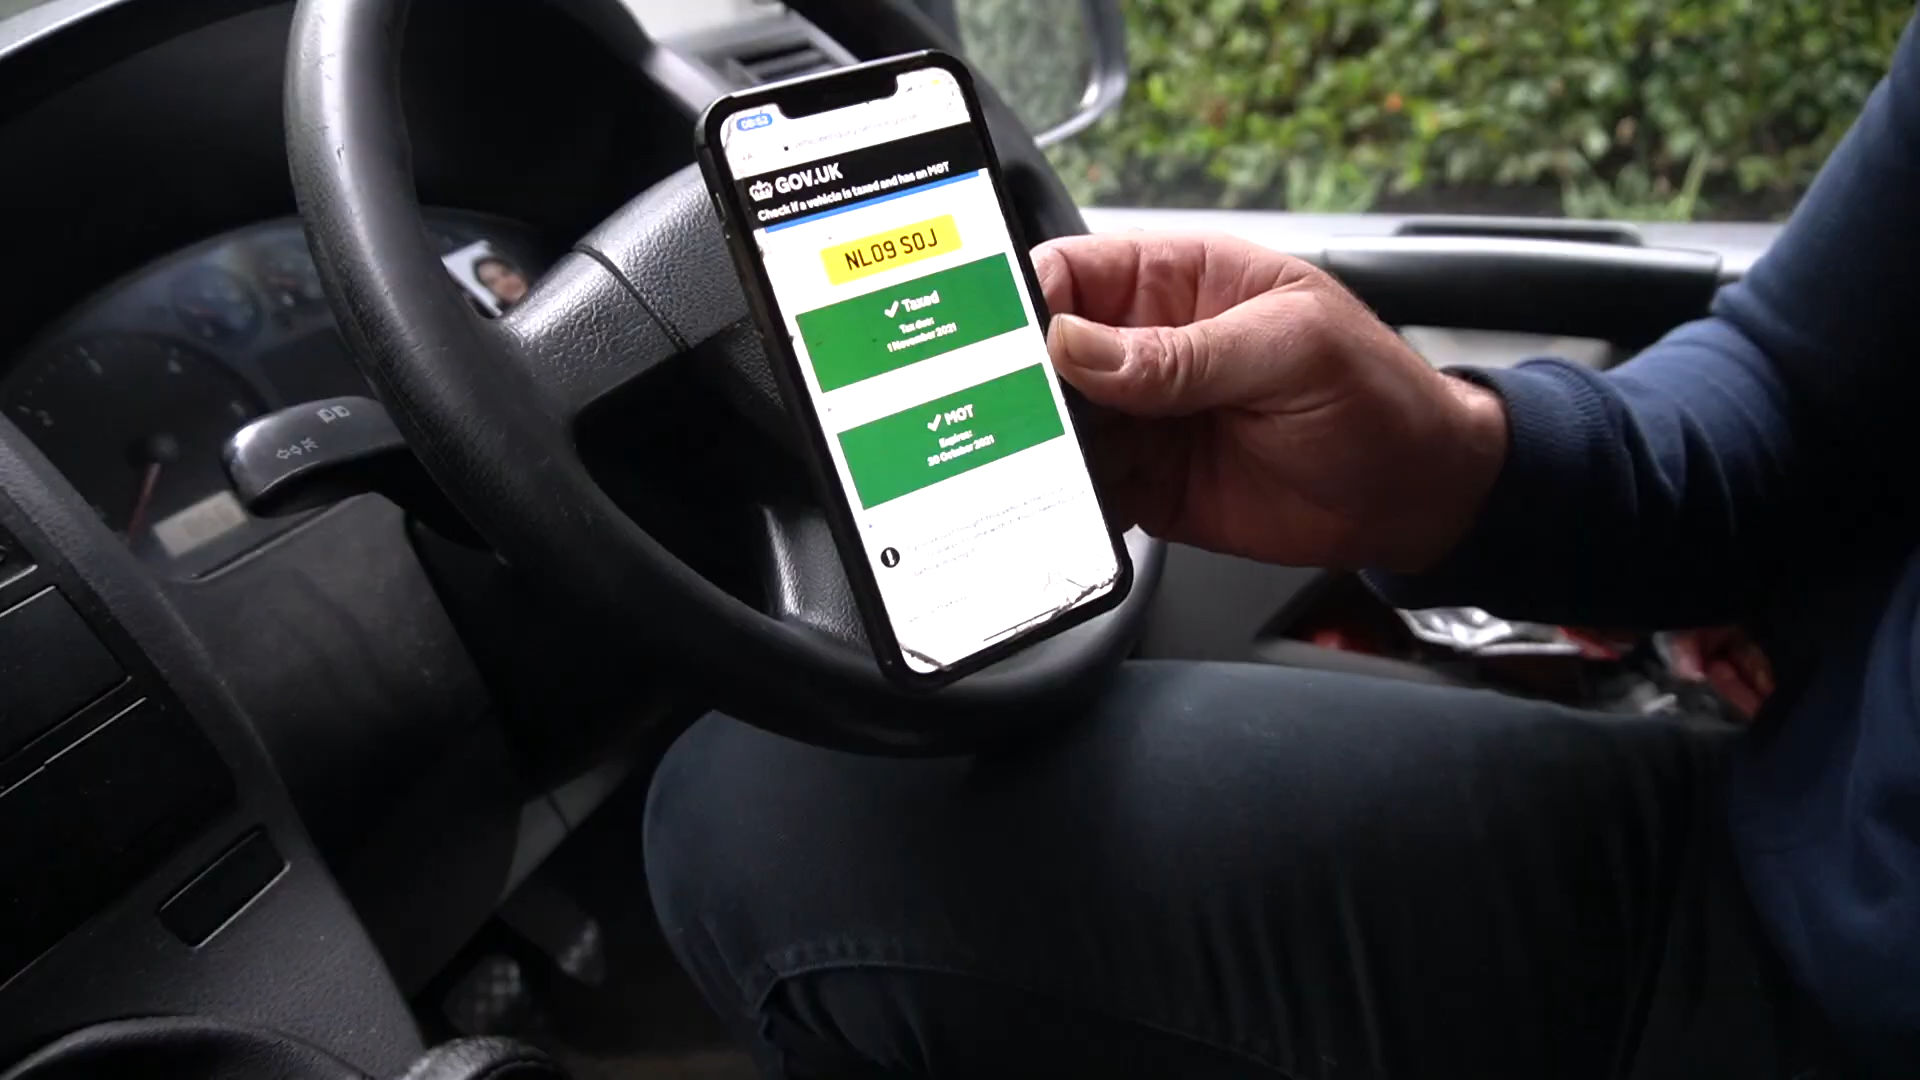 08:52
GOV.UK
Check if a vehicle is taxed and has an MOT
NL09 SOJ
✓ Taxed
Tax due:
1 November 2021
✓ MOT
Expires:
30 October 2021